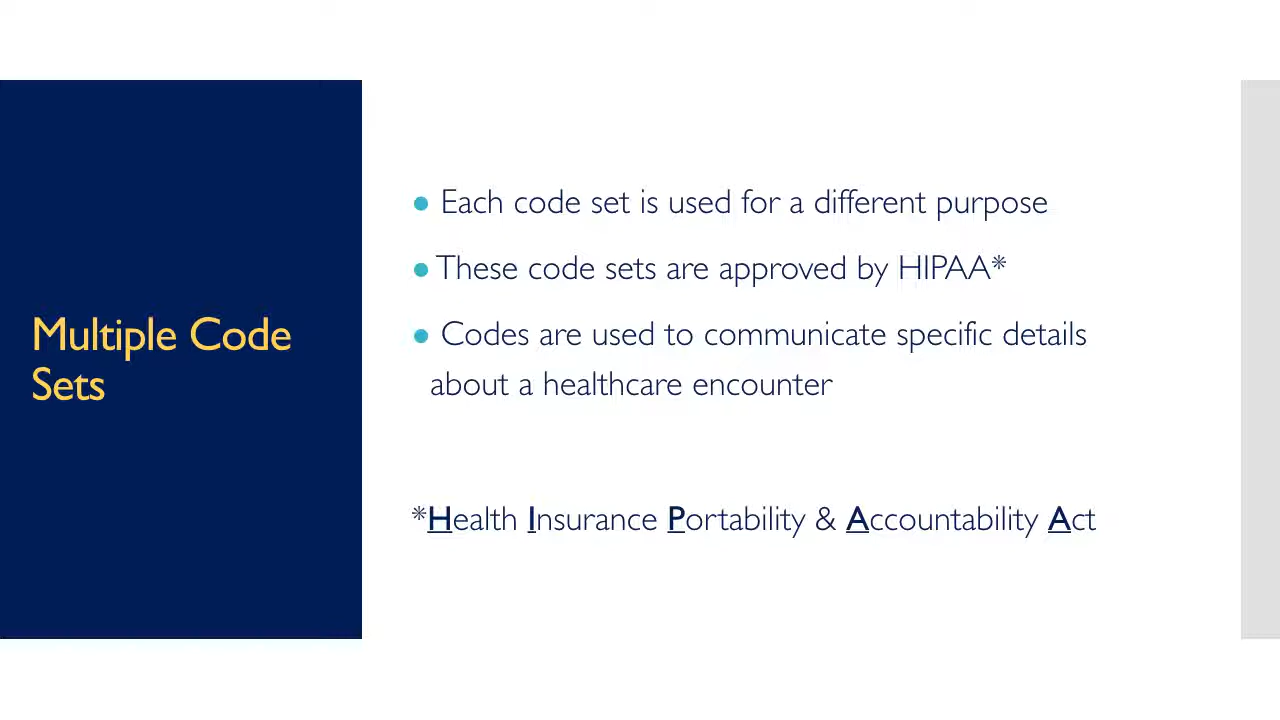 Multiple Code
Sets
● Each code set is used for a different purpose
● These code sets are approved by HIPAA*
● Codes are used to communicate specific details
about a healthcare encounter
*Health Insurance Portability & Accountability Act